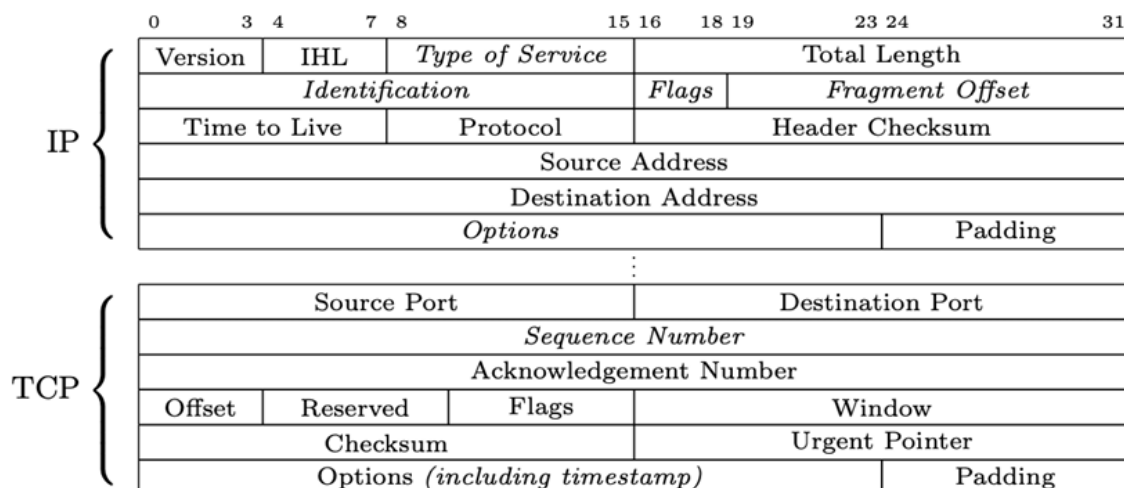 0 3 4 7 8 15 16 18 19 23 24 31
Version IHL Type of Service Total Length
Identification Flags Fragment Offset
IP Time to Live Protocol Header Checksum
Source Address
Destination Address
Options Padding
Source Port Destination Port
Sequence Number
TCP Acknowledgement Number
Offset Reserved Flags Window
Checksum Urgent Pointer
Options (including timestamp) Padding